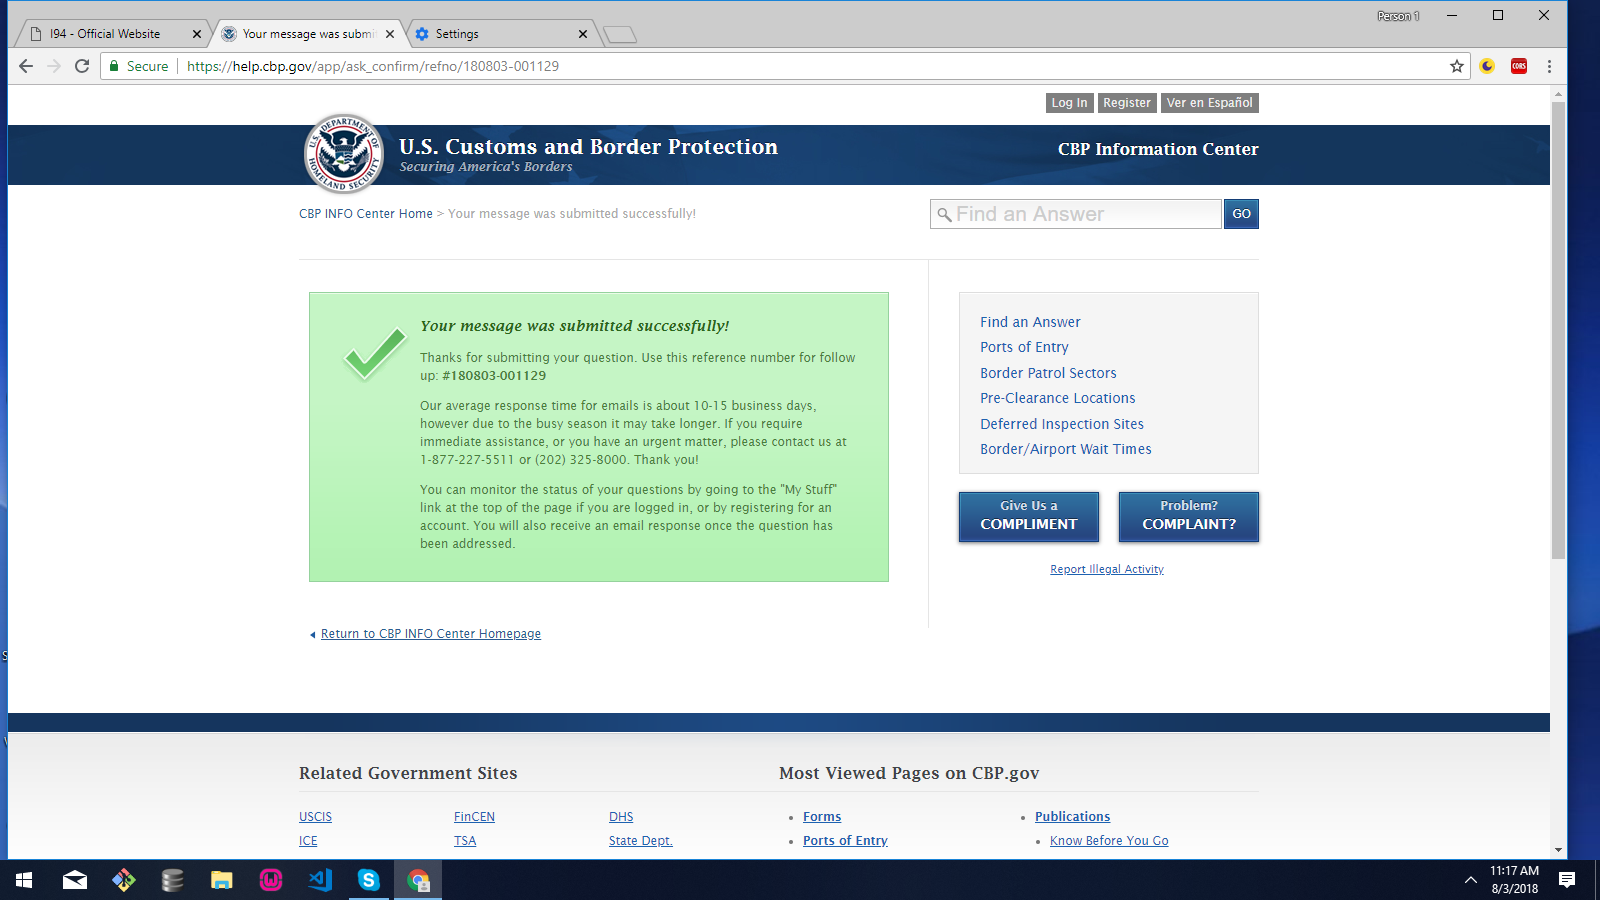 Person 1
I94 - Official Website
Your message was submi
Settings
Secure
https://help.cbp.gov/app/ask_confirm/refno/180803-001129
CORS
Log In
Register
Ver en Español
U.S. DEPARTMENT OF HOMELAND SECURITY
U.S. Customs and Border Protection
Securing America's Borders
CBP Information Center
CBP INFO Center Home > Your message was submitted successfully!
Find an Answer
GO
Your message was submitted successfully!
Thanks for submitting your question. Use this reference number for follow
up: #180803-001129
Our average response time for emails is about 10-15 business days,
however due to the busy season it may take longer. If you require
immediate assistance, or you have an urgent matter, please contact us at
1-877-227-5511 or (202) 325-8000. Thank you!
You can monitor the status of your questions by going to the "My Stuff"
link at the top of the page if you are logged in, or by registering for an
account. You will also receive an email response once the question has
been addressed.
Find an Answer
Ports of Entry
Border Patrol Sectors
Pre-Clearance Locations
Deferred Inspection Sites
Border/Airport Wait Times
Give Us a
COMPLIMENT
Problem?
COMPLAINT?
Report Illegal Activity
Return to CBP INFO Center Homepage
Related Government Sites
USCIS
FinCEN
DHS
ICE
TSA
State Dept.
Most Viewed Pages on CBP.gov
Forms
Publications
Ports of Entry
Know Before You Go
11:17 AM
8/3/2018